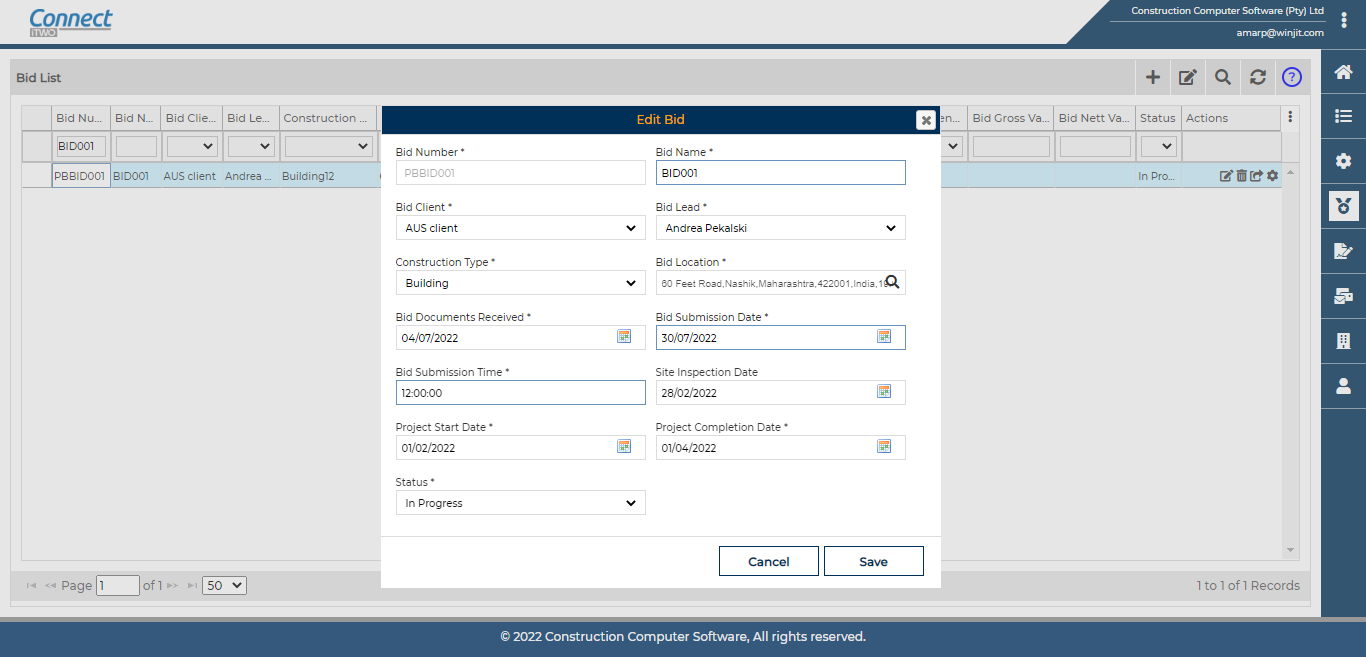 Connect
iTWO
Construction Computer Software (Pty) Ltd
amarp@winjit.com
Bid List
?
Bid Nu... Bid N... Bid Clie... Bid Le... Construction ... Bid Gross Va... Bid Nett Va... Status Actions
BID001
PBBID001 BID001 AUS client Andrea ... Building12 In Pro...
Edit Bid
Bid Number * Bid Name *
PBBID001 BID001
Bid Client * Bid Lead *
AUS client Andrea Pekalski
Construction Type * Bid Location *
Building 60 Feet Road,Nashik,Maharashtra,422001,India,
Bid Documents Received * Bid Submission Date *
04/07/2022 30/07/2022
Bid Submission Time * Site Inspection Date
12:00:00 28/02/2022
Project Start Date * Project Completion Date *
01/02/2022 01/04/2022
Status *
In Progress
Cancel Save
Page 1 of 1 50 1 to 1 of 1 Records
© 2022 Construction Computer Software, All rights reserved.